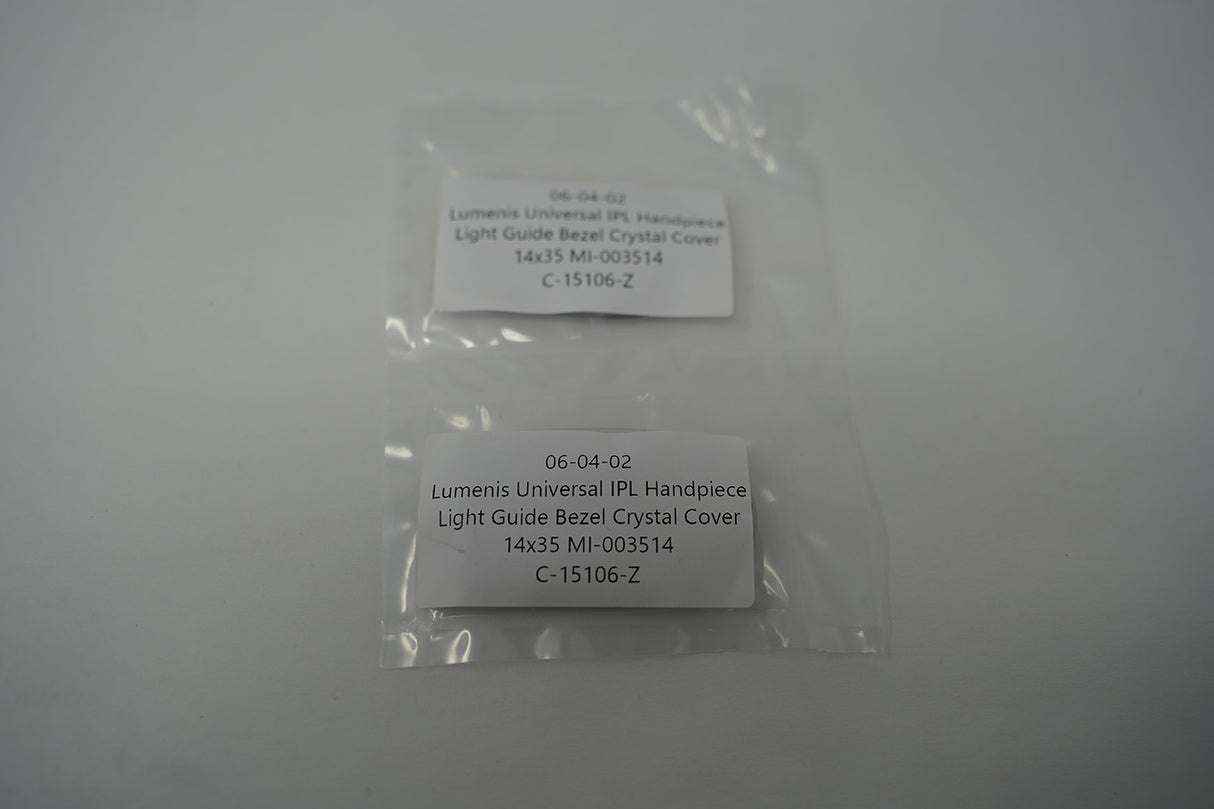 06-04-02
Lumenis Universal IPL Handpiece
Light Guide Bezel Crystal Cover
14x35 MI-003514
C-15106-Z
06-04-02
Lumenis Universal IPL Handpiece
Light Guide Bezel Crystal Cover
14x35 MI-003514
C-15106-Z